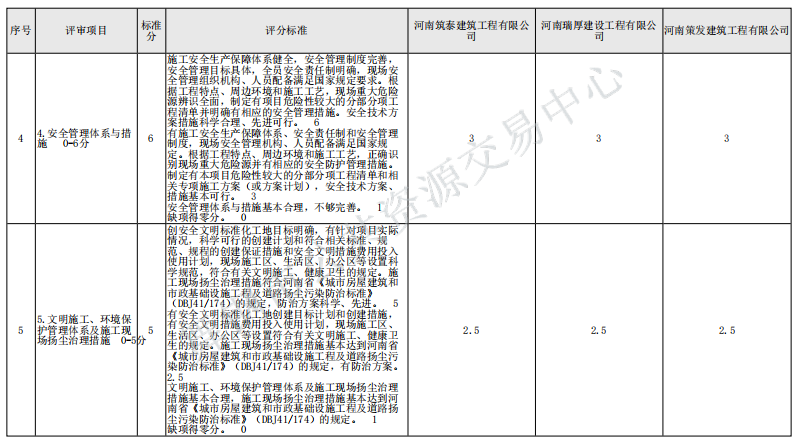 序号
评审项目
标准分
评分标准
河南筑泰建筑工程有限公司
河南瑞厚建设工程有限公司
河南策发建筑工程有限公司
4
4.安全管理体系与措
施 0-6分
6
施工安全生产保障体系健全，安全管理制度完善，
安全管理目标具体，全员安全责任制明确，现场安
全管理组织机构、人员配备满足国家规定要求。根
据工程特点、周边环境和施工工艺，现场重大危险
源辨识全面，制定有项目危险性较大的分部分项工
程清单并明确有相应的安全管理措施。安全技术方
案措施科学合理、先进可行。 6
有施工安全生产保障体系、安全责任制和安全管理
制度，现场安全管理机构、人员配备满足国家规
定。根据工程特点、周边环境和施工工艺，正确识
别现场重大危险源并有相应的安全防护管理措施。
制定有本项目危险性较大的分部分项工程清单和相
关专项施工方案（或方案计划），安全技术方案、
措施基本可行。 3
安全管理体系与措施基本合理，不够完善。 1
缺项得零分。 0
3
3
3
5
5.文明施工、环境保
护管理体系及施工现
场扬尘治理措施 0-5分
5
创安全文明标准化工地目标明确，有针对项目实际
情况，科学可行的创建计划和符合相关标准、规
范、规程的创建保证措施和安全文明措施费用投入
使用计划，现场施工区、生活区、办公区等设置科
学规范，符合有关文明施工、健康卫生的规定。施
工现场扬尘治理措施符合河南省《城市房屋建筑和
市政基础设施工程及道路扬尘污染防治标准》
（DBJ41/174）的规定，防治方案科学、先进。 5
有安全文明标准化工地创建目标计划和创建措施，
有安全文明措施费用投入使用计划，现场施工区、
生活区、办公区等设置符合有关文明施工、健康卫
生的规定。施工现场扬尘治理措施基本达到河南省
《城市房屋建筑和市政基础设施工程及道路扬尘污
染防治标准》（DBJ41/174）的规定，有防治方案。
2.5
文明施工、环境保护管理体系及施工现场扬尘治理
措施基本合理，施工现场扬尘治理措施基本达到河
南省《城市房屋建筑和市政基础设施工程及道路扬
尘污染防治标准》（DBJ41/174）的规定。 1
缺项得零分。 0
2.5
2.5
2.5
资源交易中心